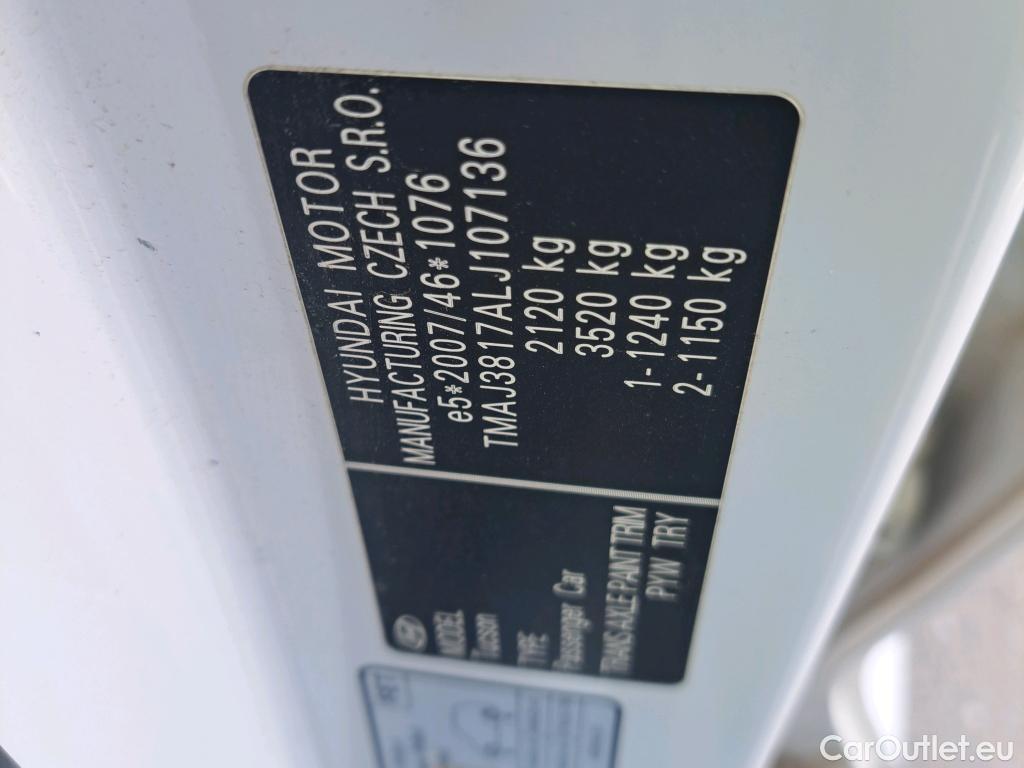 HYUNDAI MOTOR
MANUFACTURING CZECH S.R.O.
e5*2007/46*1076
TMAJ3817ALJ107136
2120 kg
3520 kg
1- 1240 kg
2- 1150 kg
MODEL
Tucson
TYPE
Passenger Car
TRANS AXLE PAINT TRIM
PYW TRY
CarOutlet.eu